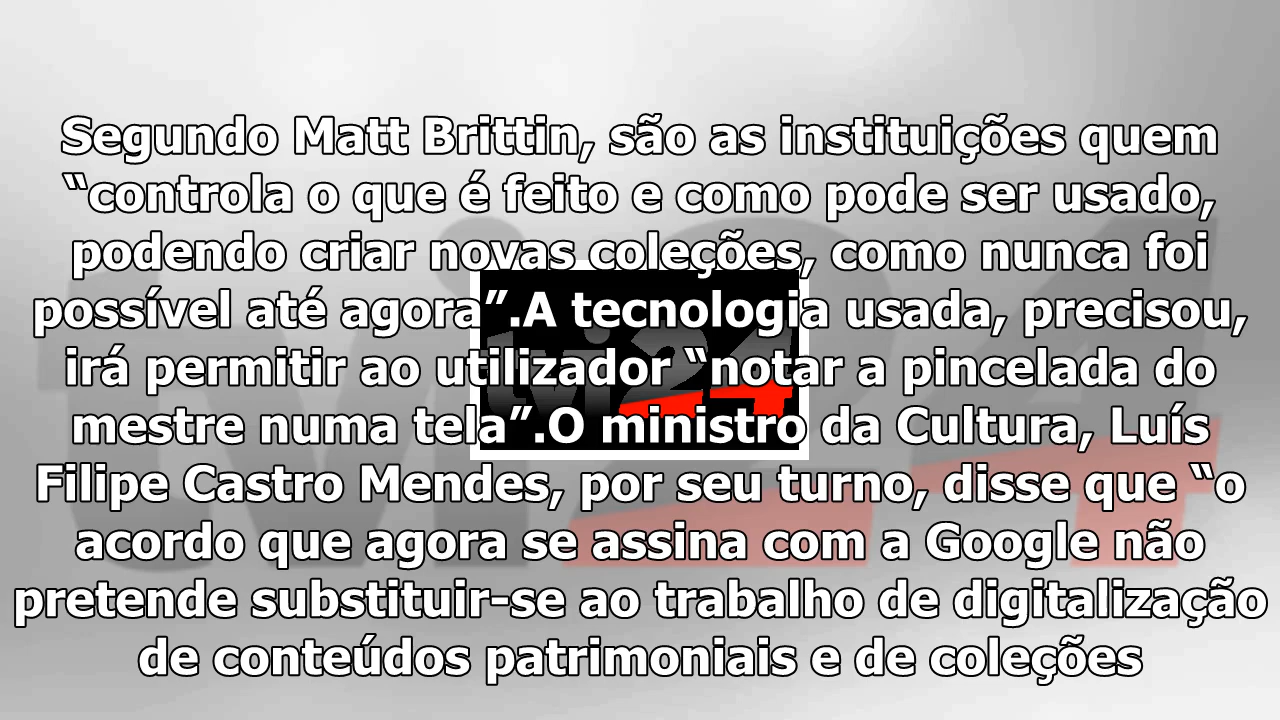 Segundo Matt Brittin, são as instituições quem
“controla o que é feito e como pode ser usado,
podendo criar novas coleções, como nunca foi
possível até agora”.A tecnologia usada, precisou,
irá permitir ao utilizador “notar a pincelada do
mestre numa tela”.O ministro da Cultura, Luís
Filipe Castro Mendes, por seu turno, disse que “o
acordo que agora se assina com a Google não
pretende substituir-se ao trabalho de digitalização
de conteúdos patrimoniais e de coleções
tvi24